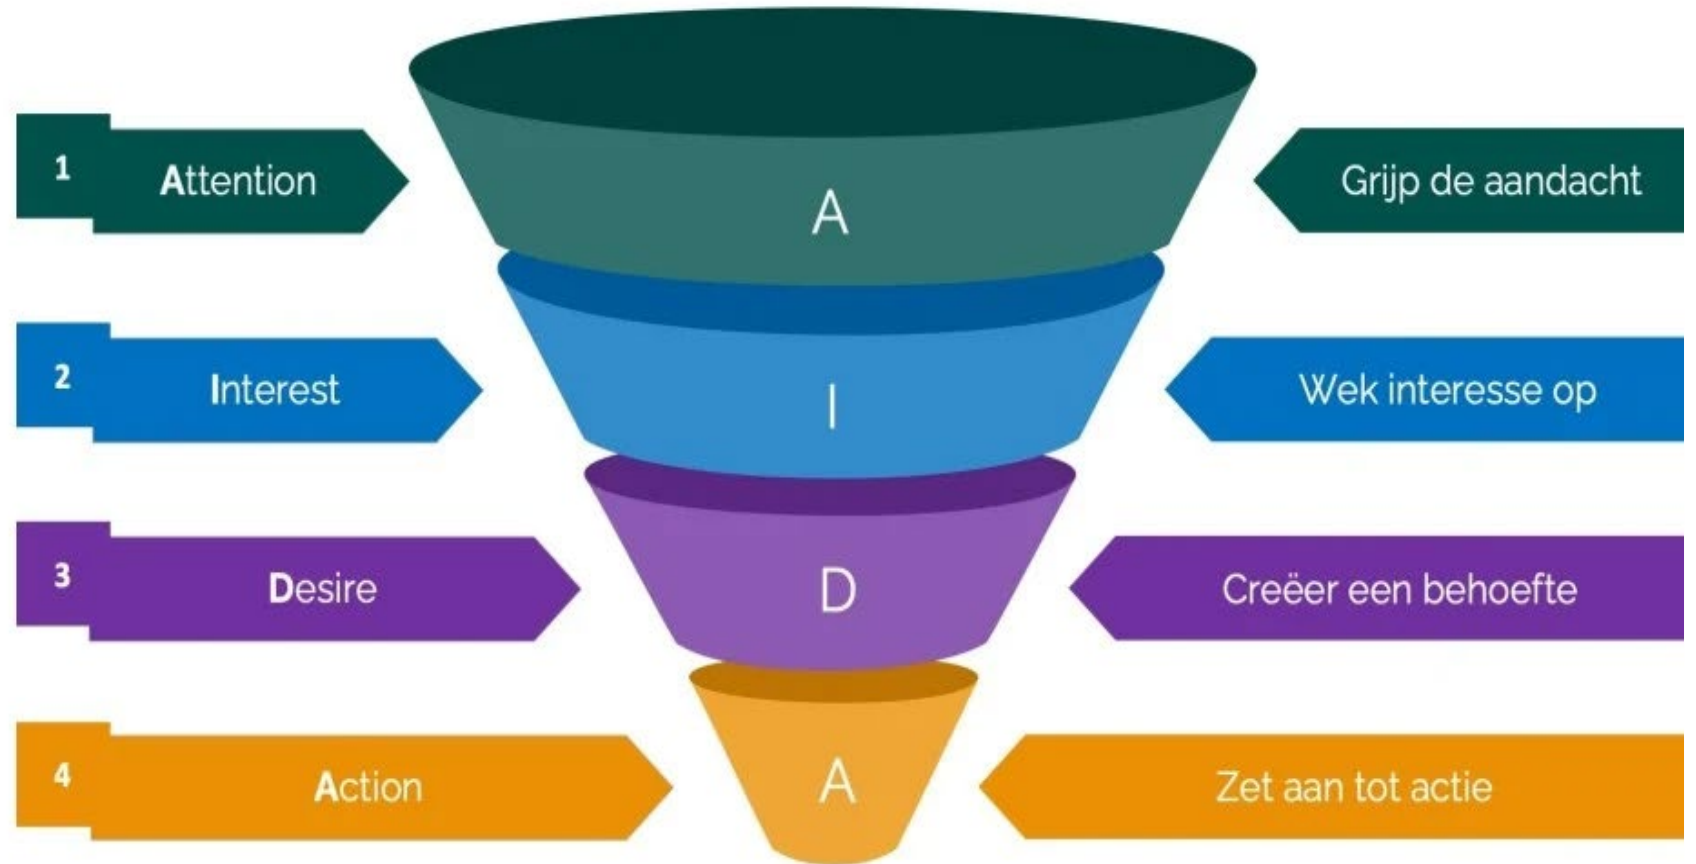 1
Attention
A
Grijp de aandacht
2
Interest
I
Wek interesse op
3
Desire
D
Creëer een behoefte
4
Action
A
Zet aan tot actie